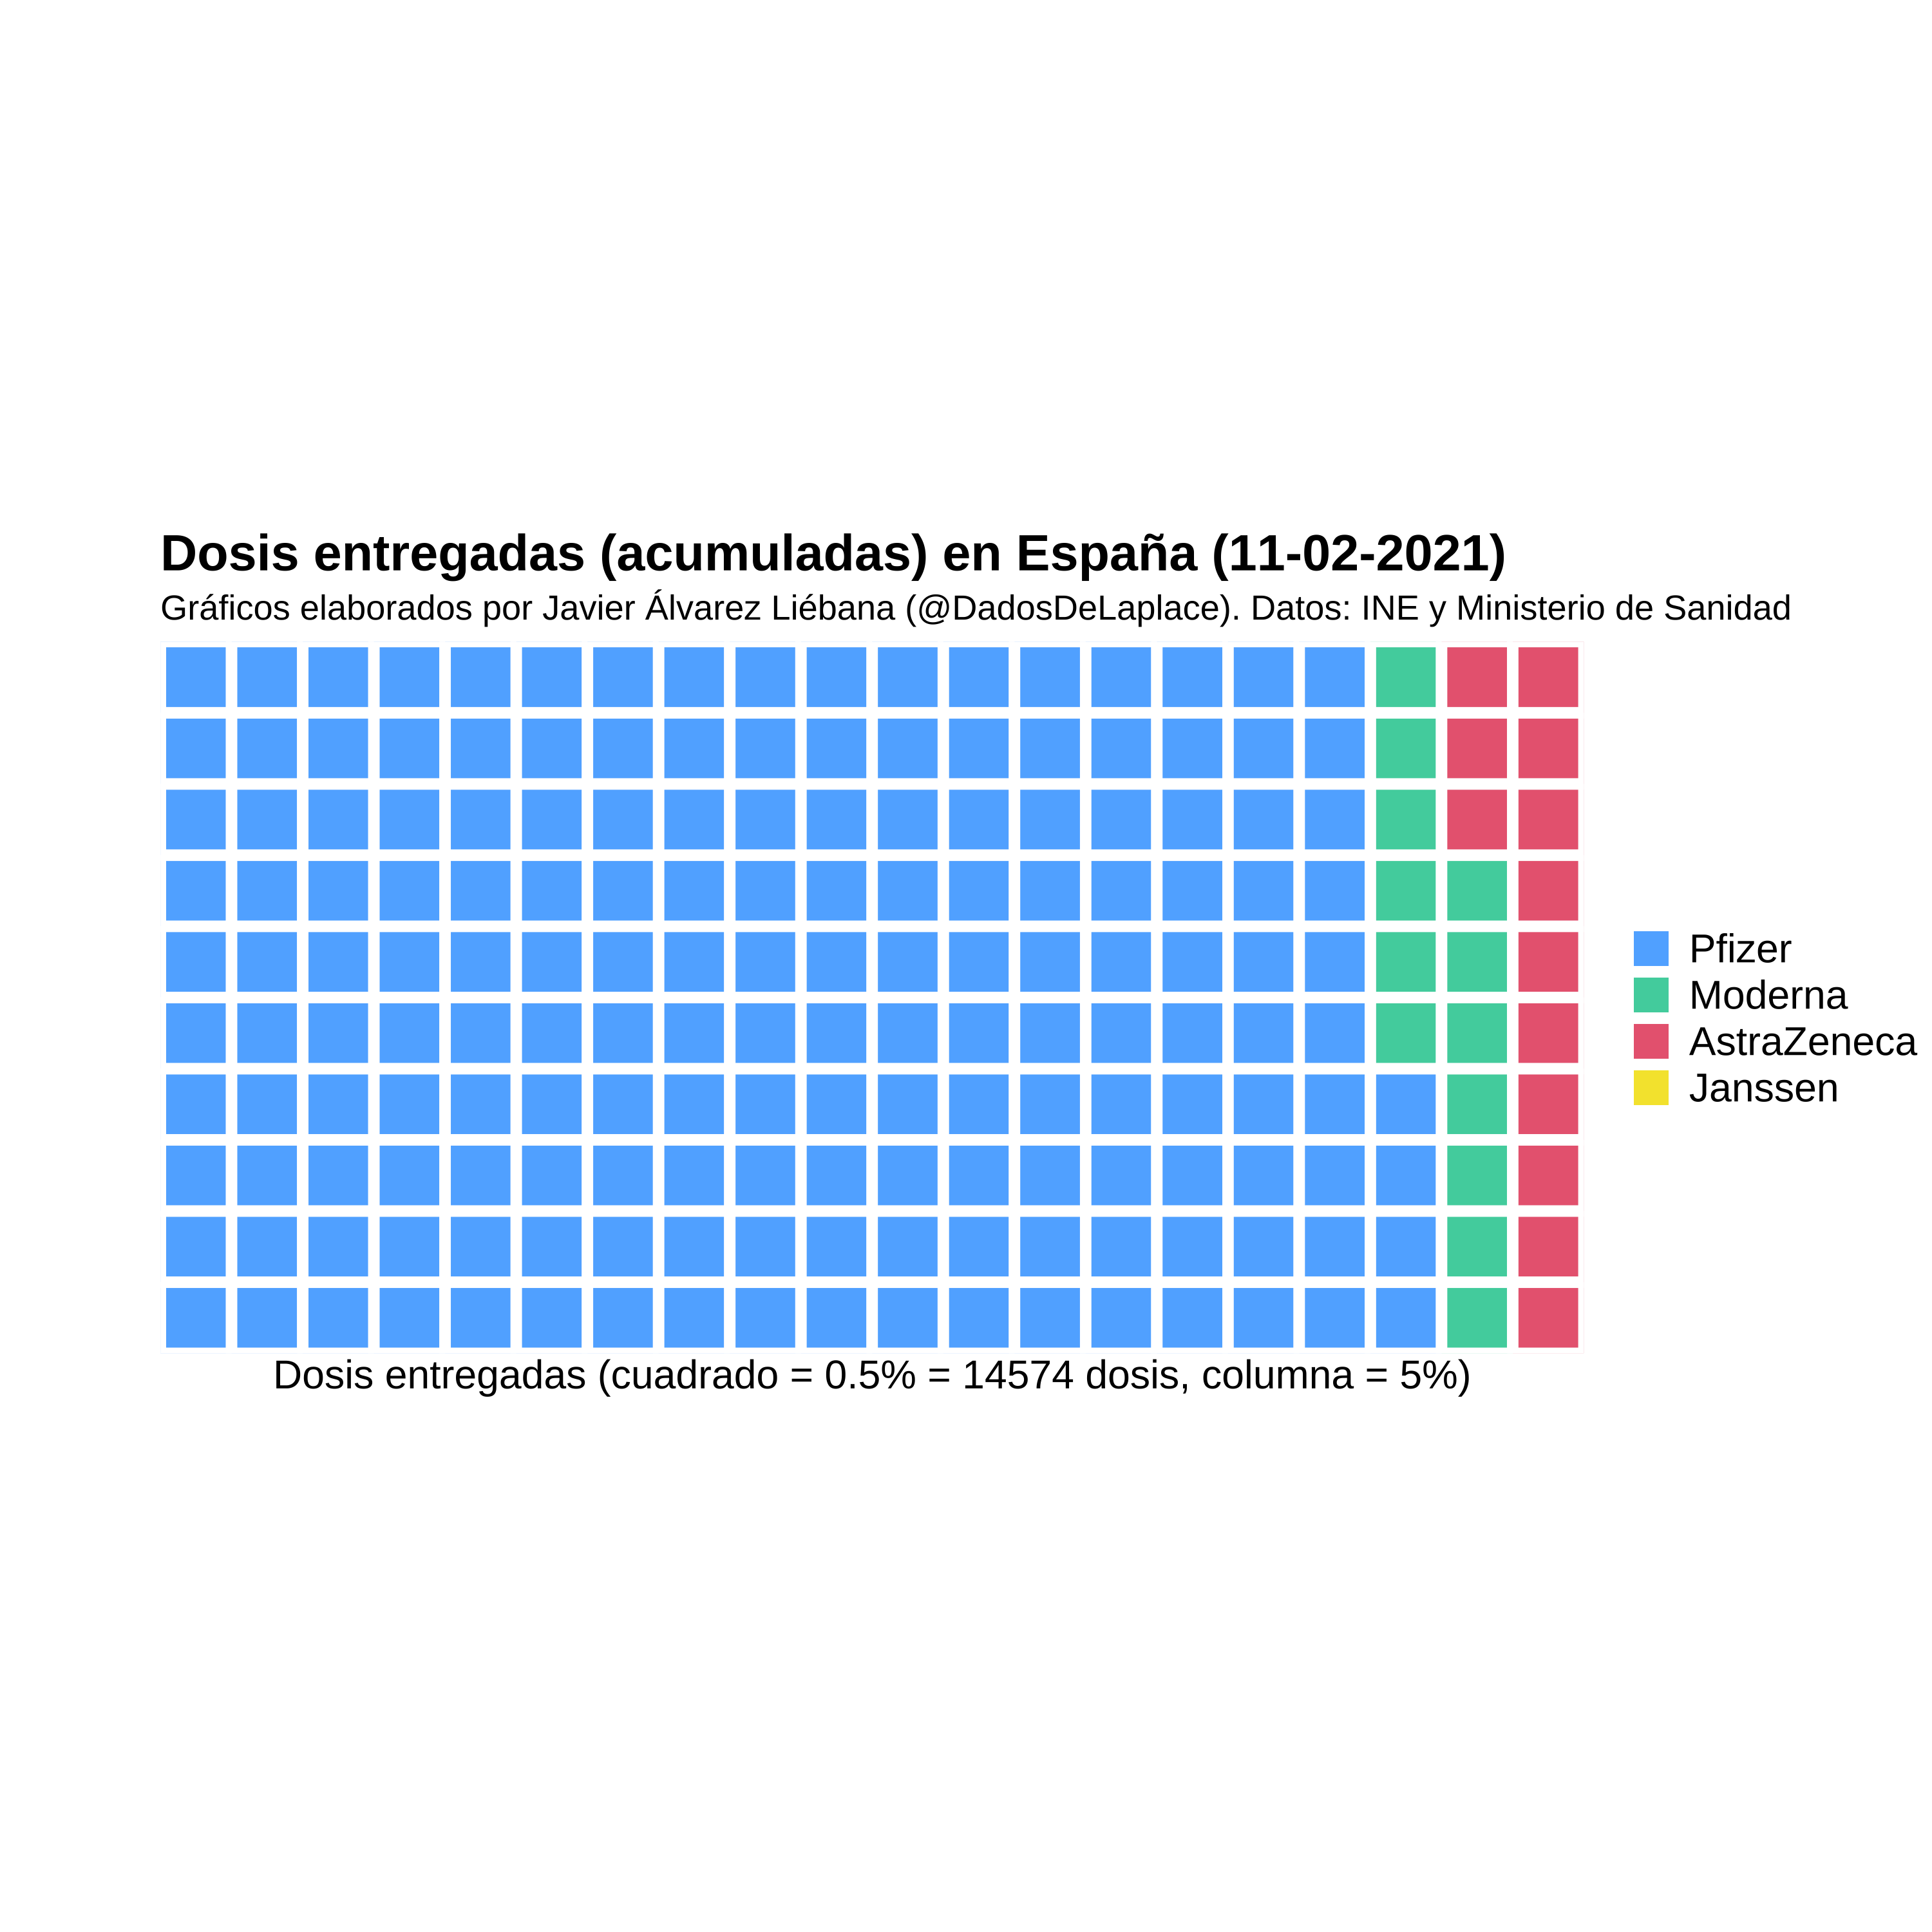 Dosis entregadas (acumuladas) en España (11-02-2021)
Gráficos elaborados por Javier Álvarez Liébana (@DadosDeLaplace). Datos: INE y Ministerio de Sanidad
Pfizer
Moderna
AstraZeneca
Janssen
Dosis entregadas (cuadrado = 0.5% = 14574 dosis, columna = 5%)